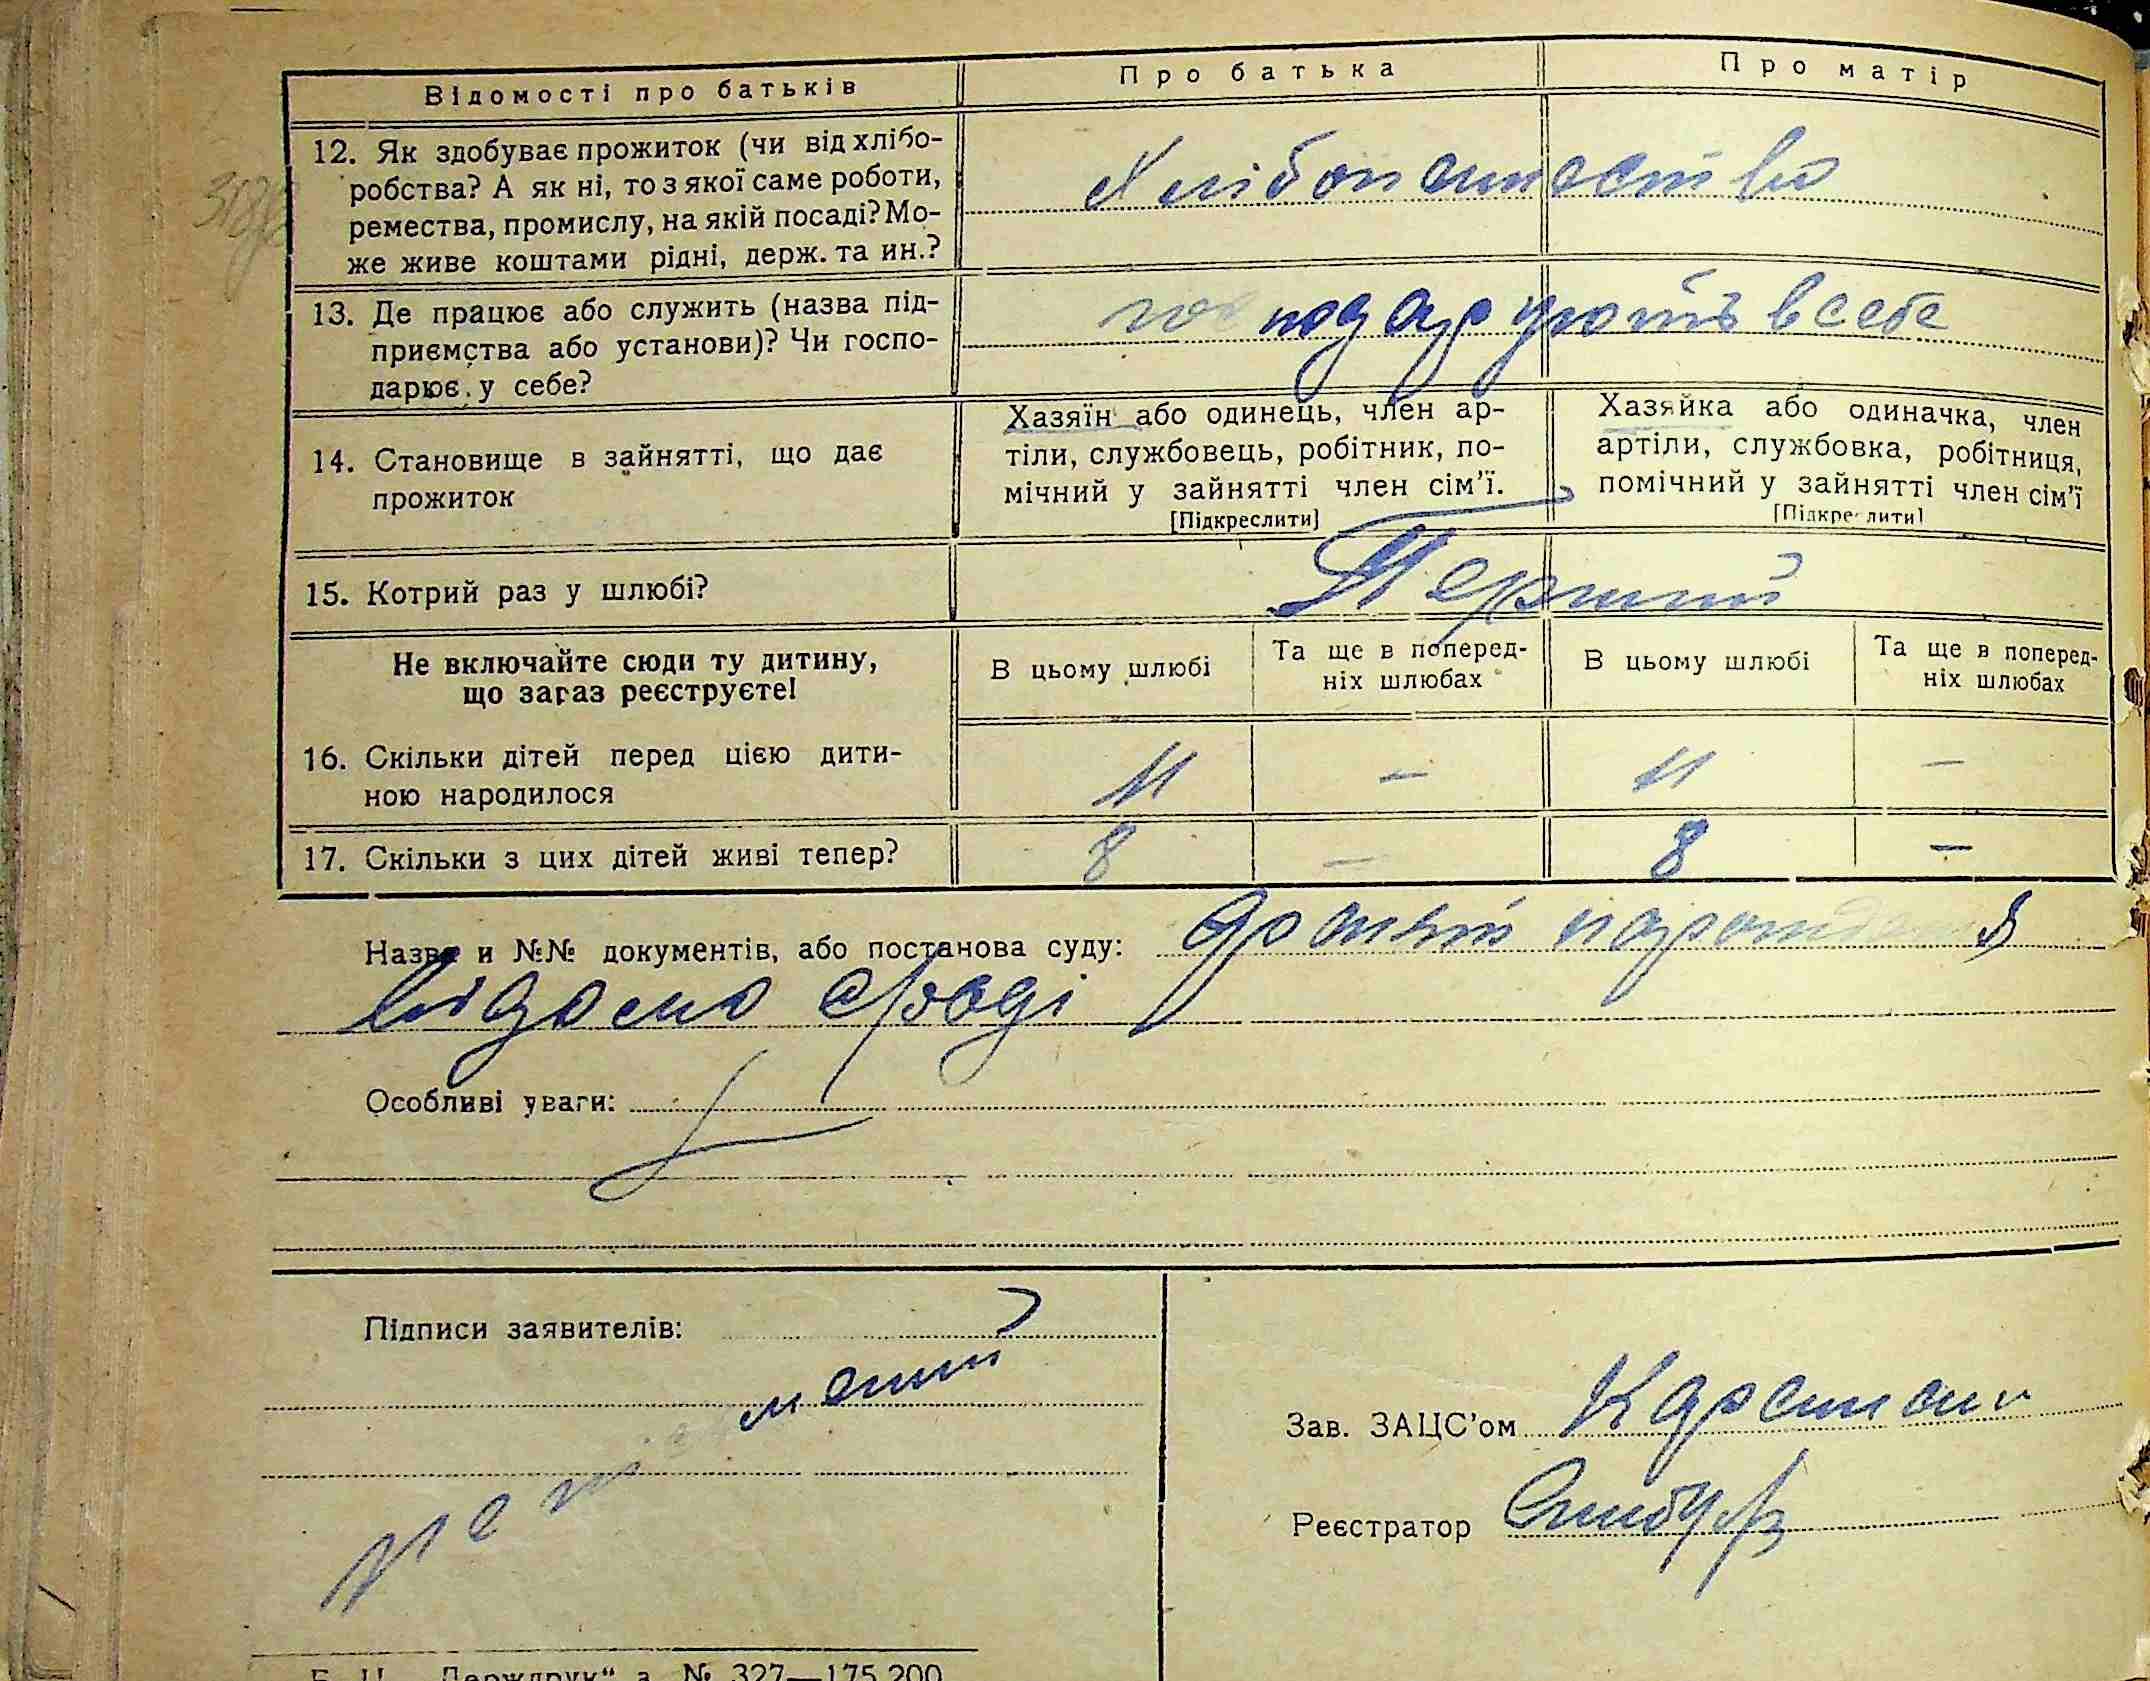 Відомості про батьків
Про батька
Про матір
12. Як здобуває прожиток (чи від хлібо-
робства? А як ні, то з якої саме роботи,
ремества, промислу, на якій посаді? Мо-
же живе коштами рідні, держ. та ин.?
13. Де працює або служить (назва під-
приємства або установи)? Чи госпо-
дарює у себе?
в себе
14. Становище в зайнятті, що дає
прожиток
Хазяїн або одинець, член ар-
тіли, службовець, робітник, по-
мічний у зайнятті член сім'ї.
[Підкреслити]
Хазяйка або одиначка, член
артіли, службовка, робітниця,
помічний у зайнятті член сім'ї
[Підкреслити]
15. Котрий раз у шлюбі?
Перший
Не включайте сюди ту дитину,
що зараз реєструєте!
В цьому шлюбі
Та ще в поперед-
ніх шлюбах
В цьому шлюбі
Та ще в поперед-
ніх шлюбах
16. Скільки дітей перед цією дити-
ною народилося
11 — 11 —
17. Скільки з цих дітей живі тепер?
8 — 8 —
Назва и №№ документів, або постанова суду:
відомо
Особливі уваги:
Підписи заявителів:
Зав. ЗАЦС'ом
Реєстратор
Б. Ц. „Держдрук“ з. № 327—175.200